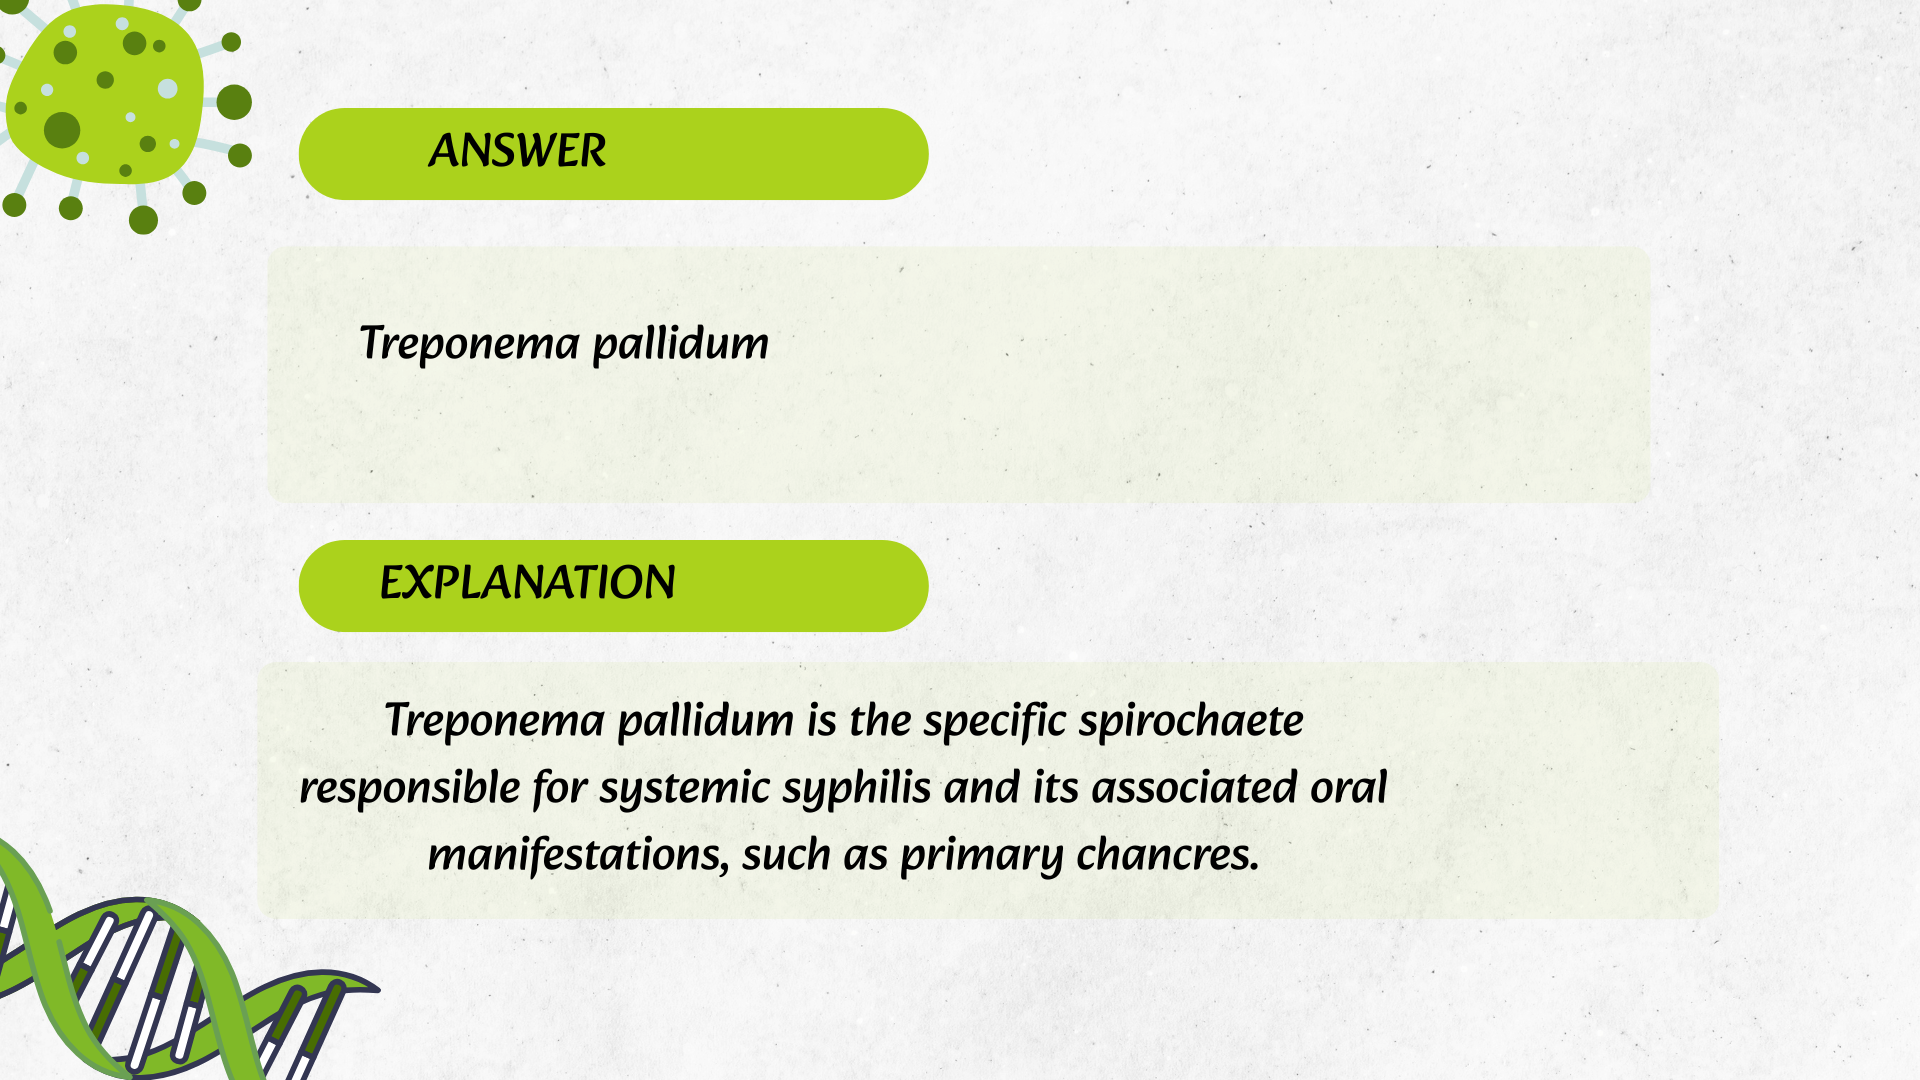 ANSWER
Treponema pallidum
EXPLANATION
Treponema pallidum is the specific spirochaete
responsible for systemic syphilis and its associated oral
manifestations, such as primary chancres.